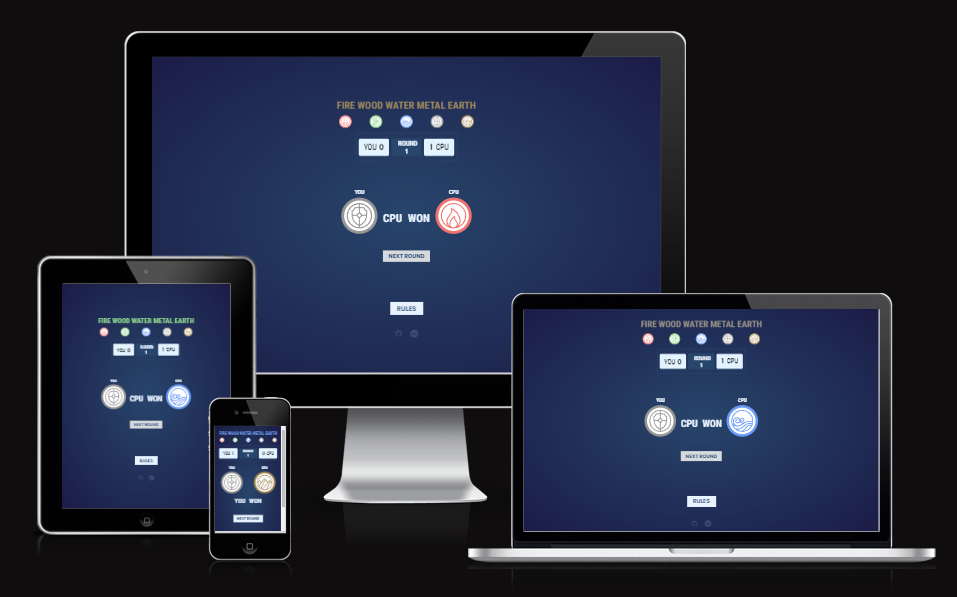 FIRE WOOD WATER METAL EARTH
YOU 0 ROUND 1 1 CPU
YOU CPU
CPU WON
NEXT ROUND
RULES
FIRE WOOD WATER METAL EARTH
YOU 0 ROUND 1 1 CPU
YOU CPU
CPU WON
NEXT ROUND
RULES
FIRE WOOD WATER METAL EARTH
YOU 1 ROUND 1 0 CPU
YOU CPU
YOU WON
NEXT ROUND
FIRE WOOD WATER METAL EARTH
YOU 0 ROUND 1 1 CPU
YOU CPU
CPU WON
NEXT ROUND
RULES